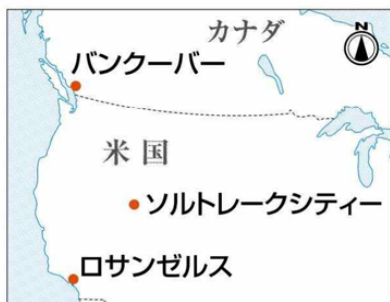 カナダ
バンクーバー
米国
ソルトレークシティー
ロサンゼルス